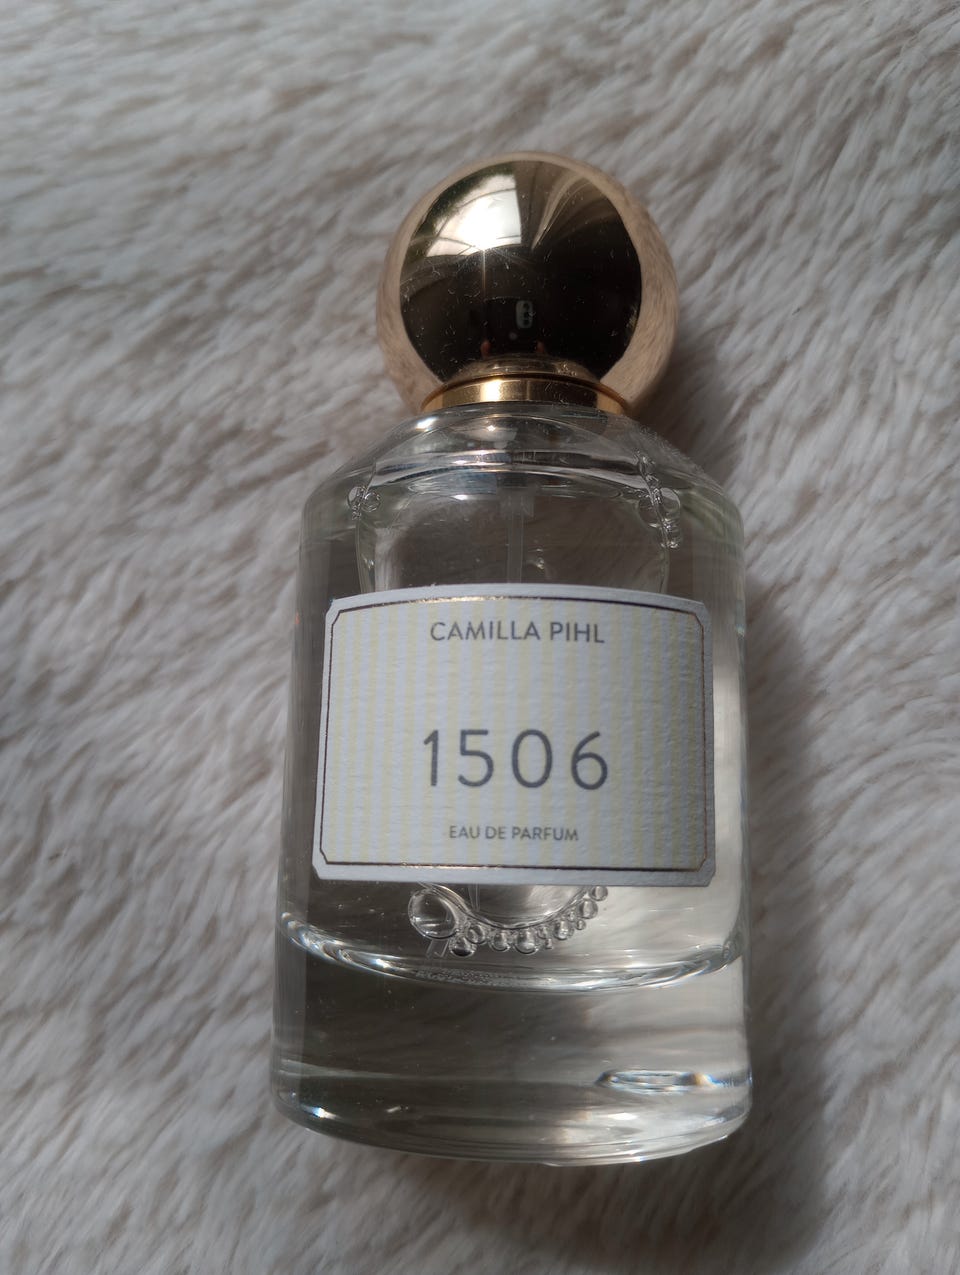 CAMILLA PIHL
1506
EAU DE PARFUM